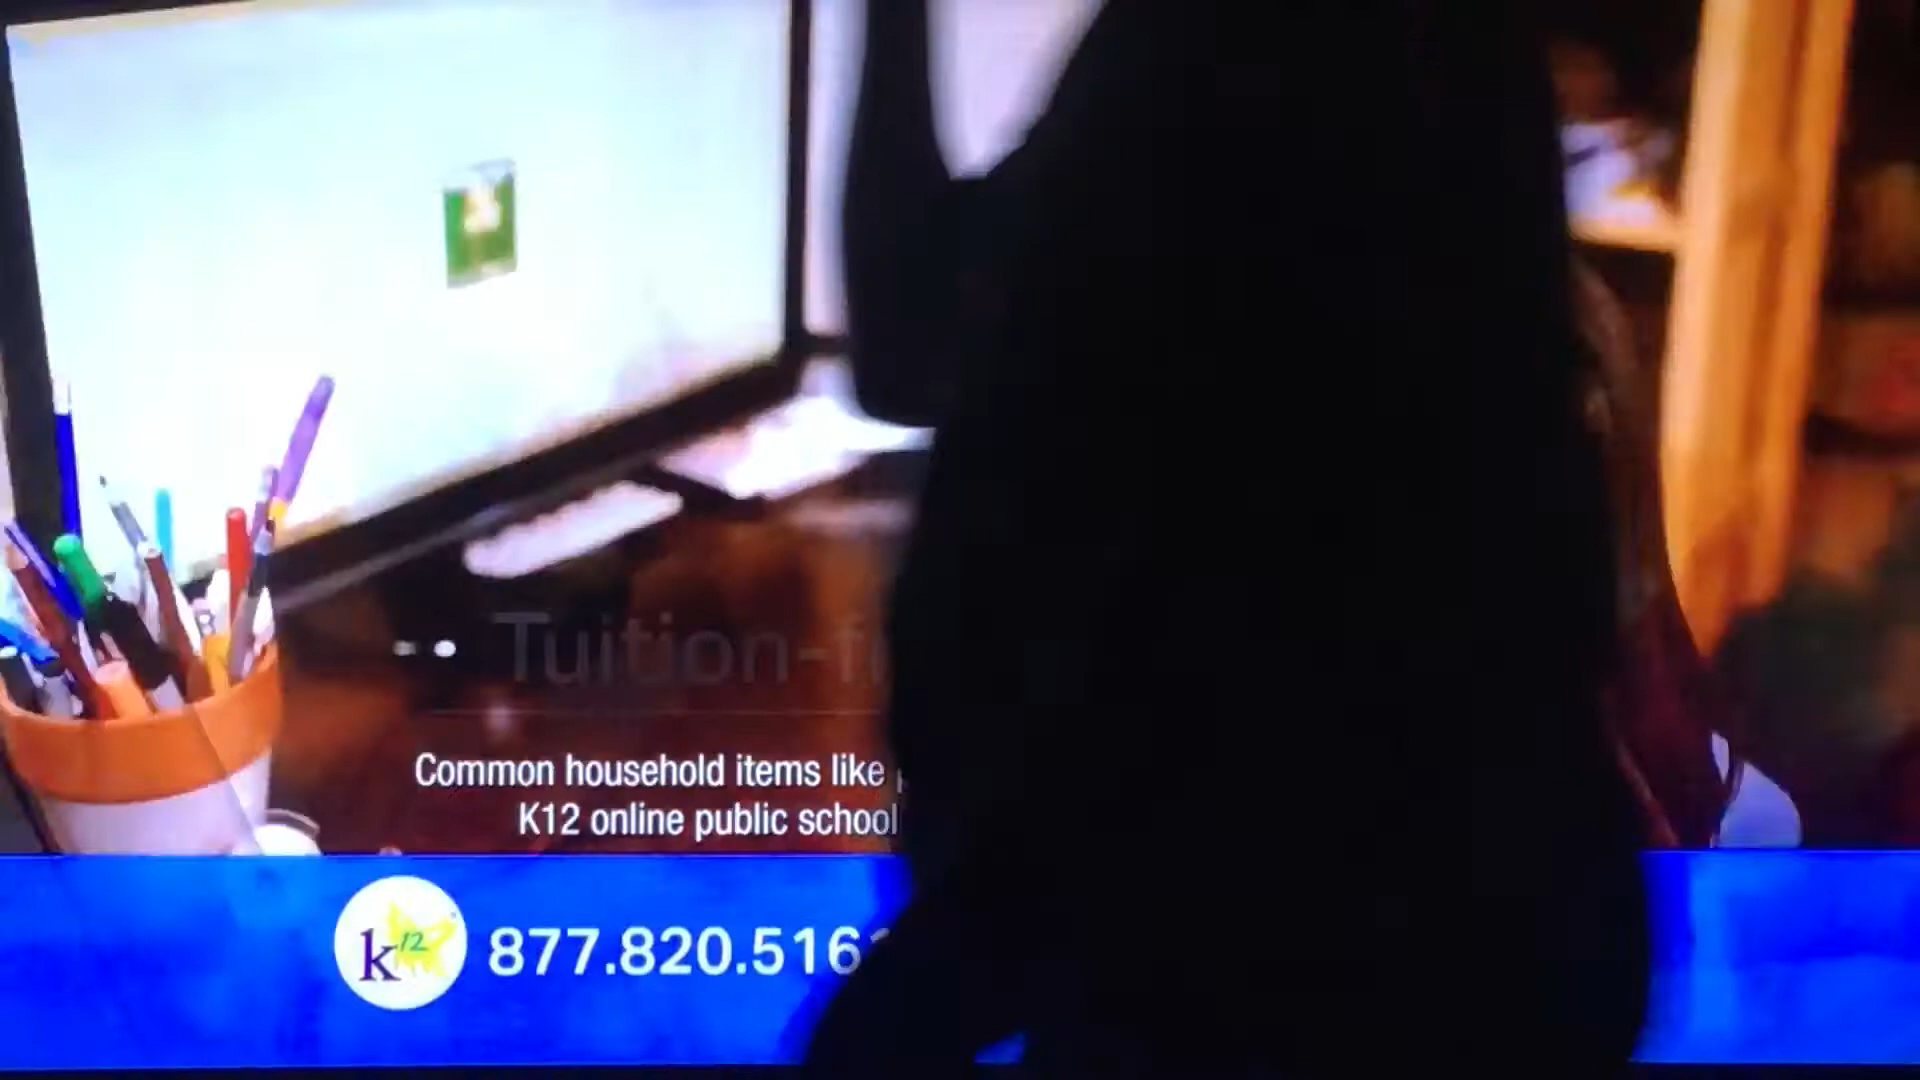 Tuition-
Common household items like
K12 online public school
k12
877.820.516